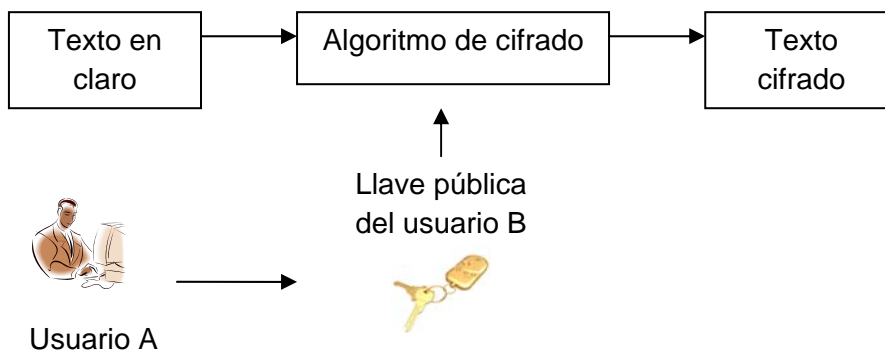 Texto en
claro
Algoritmo de cifrado
Texto
cifrado
Llave pública
del usuario B
Usuario A